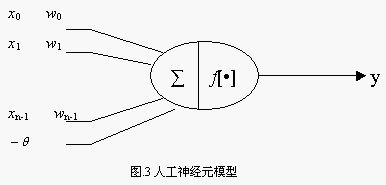 x₀ w₀
x₁ w₁
∑ f[•] y
xₙ₋₁ wₙ₋₁
-θ
图.3 人工神经元模型